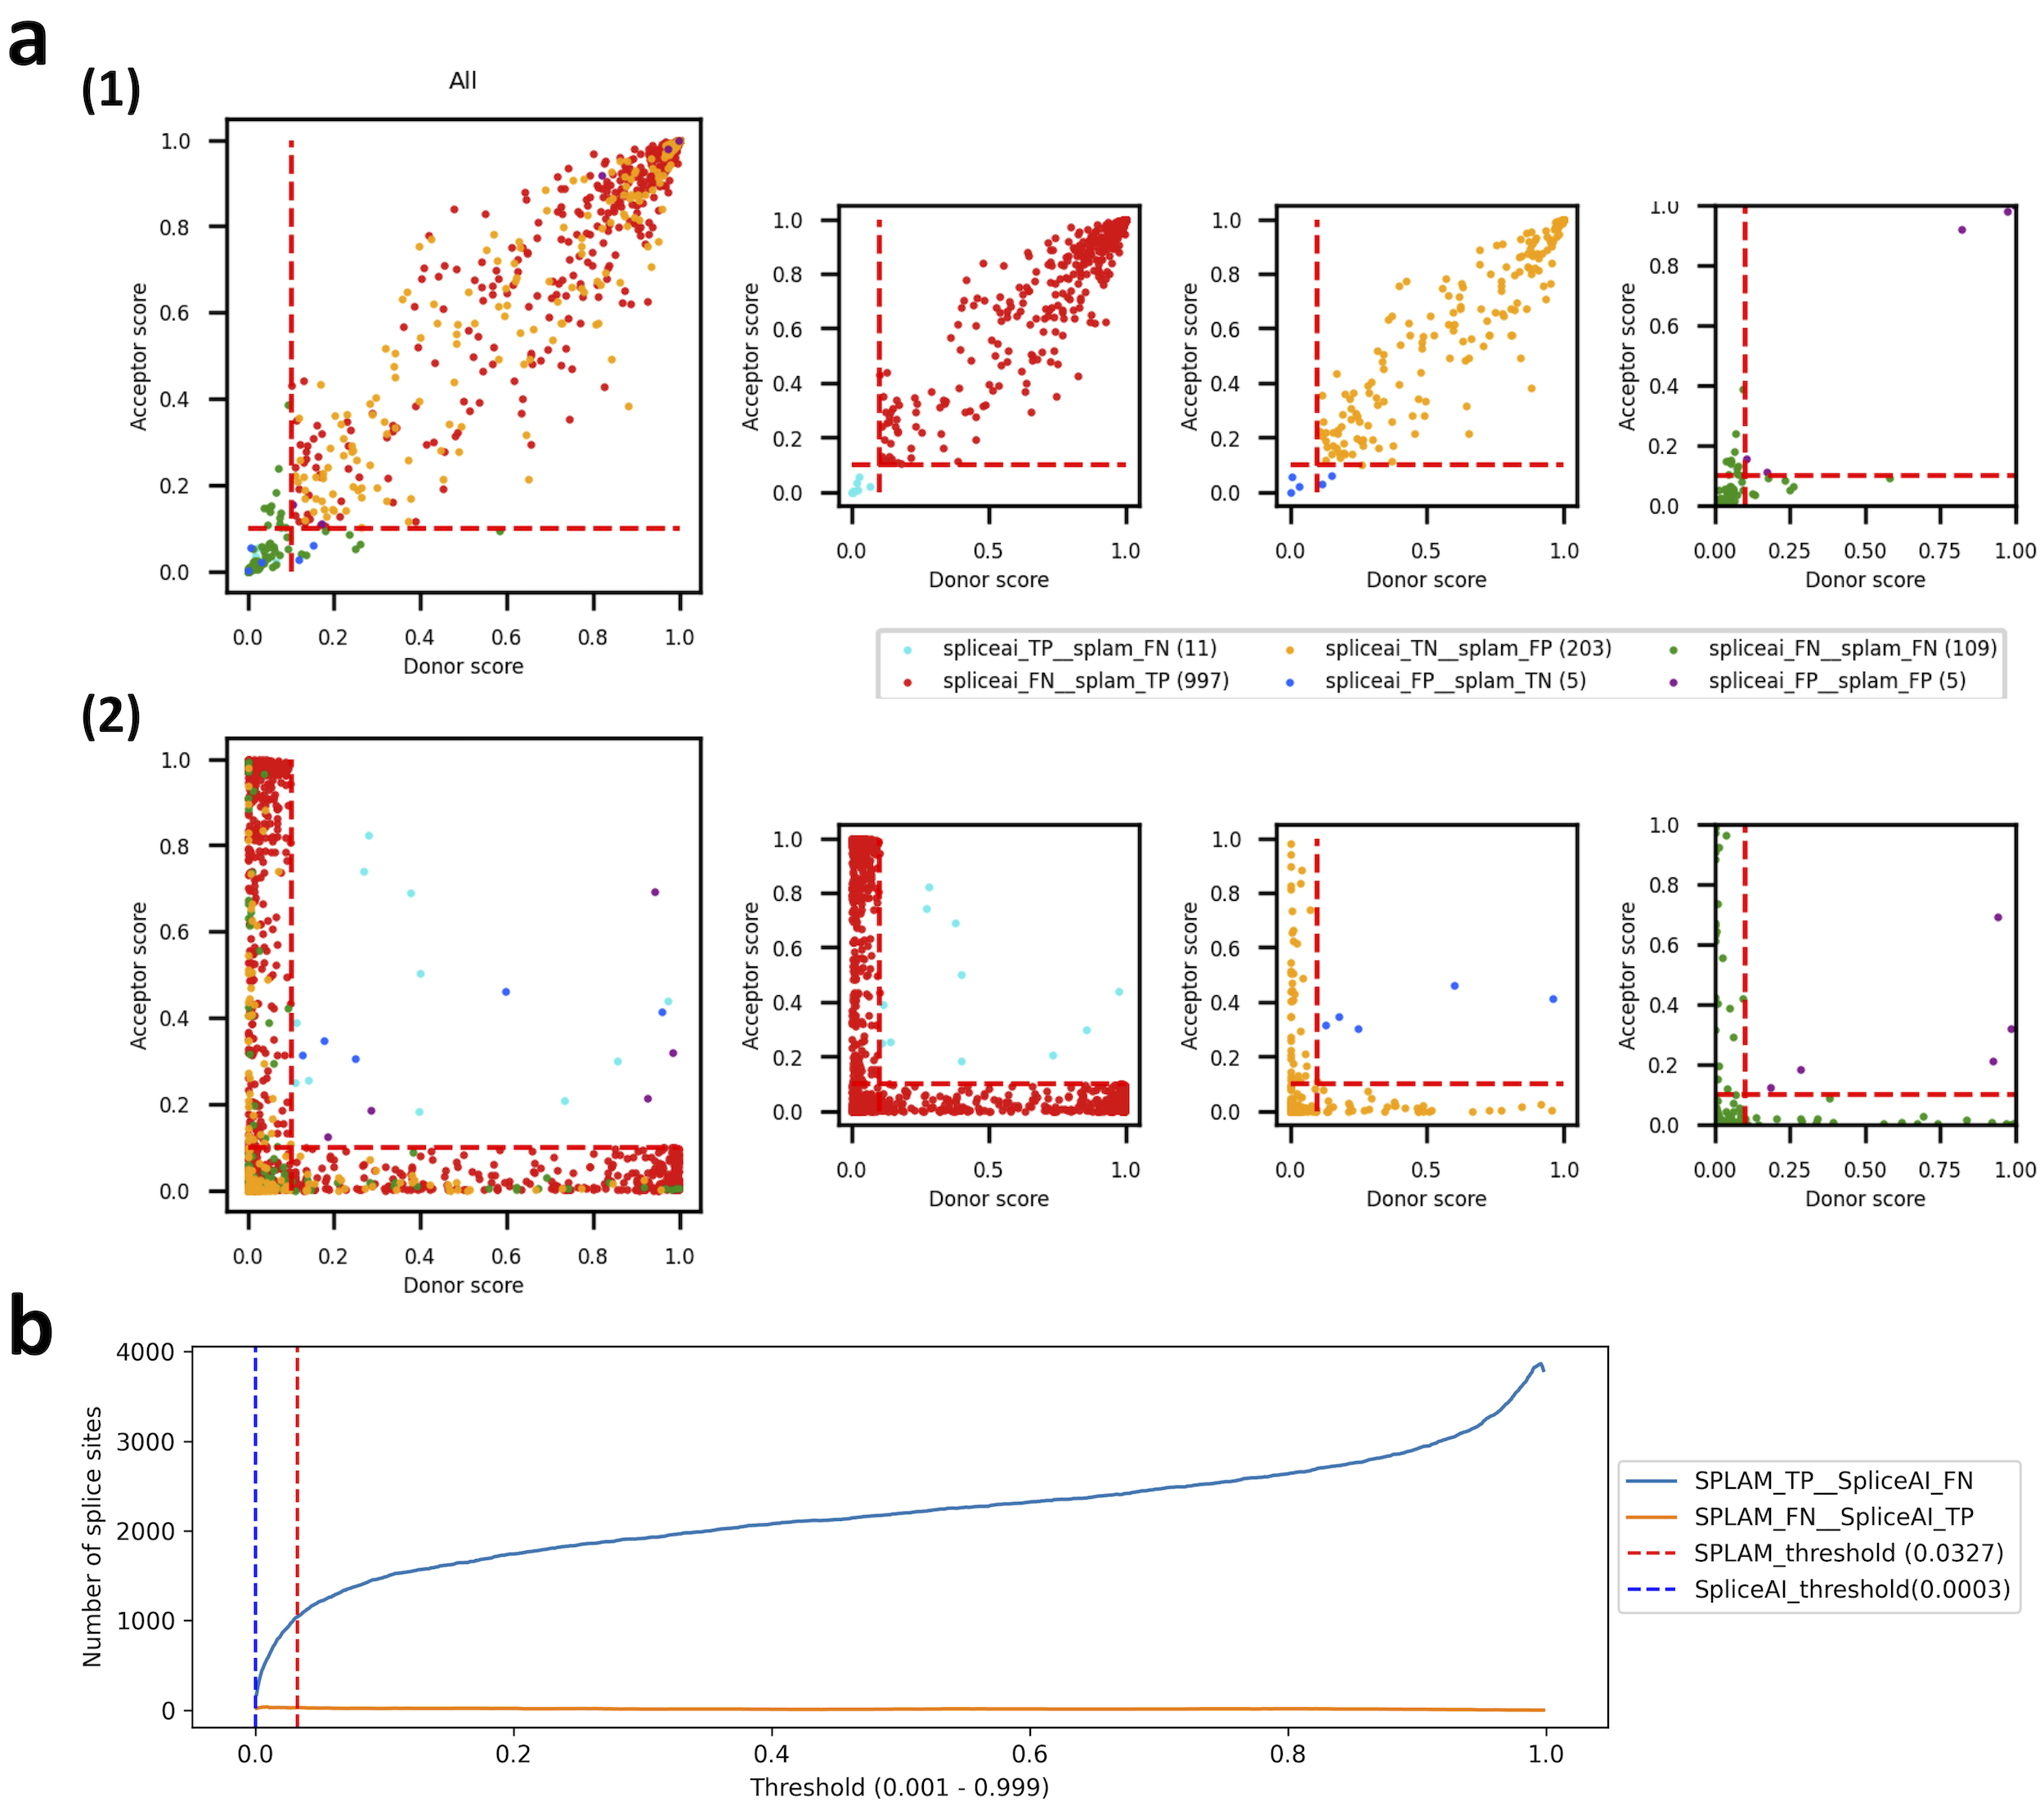 a
(1)
All
1.0
0.8
0.6
0.4
0.2
0.0
Acceptor score
0.0 0.2 0.4 0.6 0.8 1.0
Donor score
1.0
0.8
0.6
0.4
0.2
0.0
Acceptor score
0.0 0.5 1.0
Donor score
1.0
0.8
0.6
0.4
0.2
0.0
Acceptor score
0.0 0.5 1.0
Donor score
1.0
0.8
0.6
0.4
0.2
0.0
Acceptor score
0.00 0.25 0.50 0.75 1.00
Donor score
spliceai_TP__splam_FN (11) spliceai_TN__splam_FP (203) spliceai_FN__splam_FN (109)
spliceai_FN__splam_TP (997) spliceai_FP__splam_TN (5) spliceai_FP__splam_FP (5)
(2)
1.0
0.8
0.6
0.4
0.2
0.0
Acceptor score
0.0 0.2 0.4 0.6 0.8 1.0
Donor score
1.0
0.8
0.6
0.4
0.2
0.0
Acceptor score
0.0 0.5 1.0
Donor score
1.0
0.8
0.6
0.4
0.2
0.0
Acceptor score
0.0 0.5 1.0
Donor score
1.0
0.8
0.6
0.4
0.2
0.0
Acceptor score
0.00 0.25 0.50 0.75 1.00
Donor score
b
4000
3000
2000
1000
0
Number of splice sites
0.0 0.2 0.4 0.6 0.8 1.0
Threshold (0.001 - 0.999)
SPLAM_TP__SpliceAI_FN
SPLAM_FN__SpliceAI_TP
SPLAM_threshold (0.0327)
SpliceAI_threshold(0.0003)